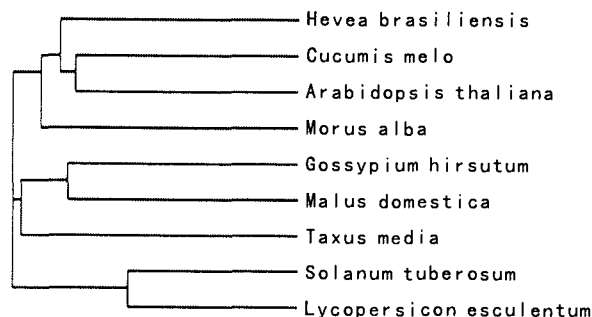 Hevea brasiliensis
Cucumis melo
Arabidopsis thaliana
Morus alba
Gossypium hirsutum
Malus domestica
Taxus media
Solanum tuberosum
Lycopersicon esculentum